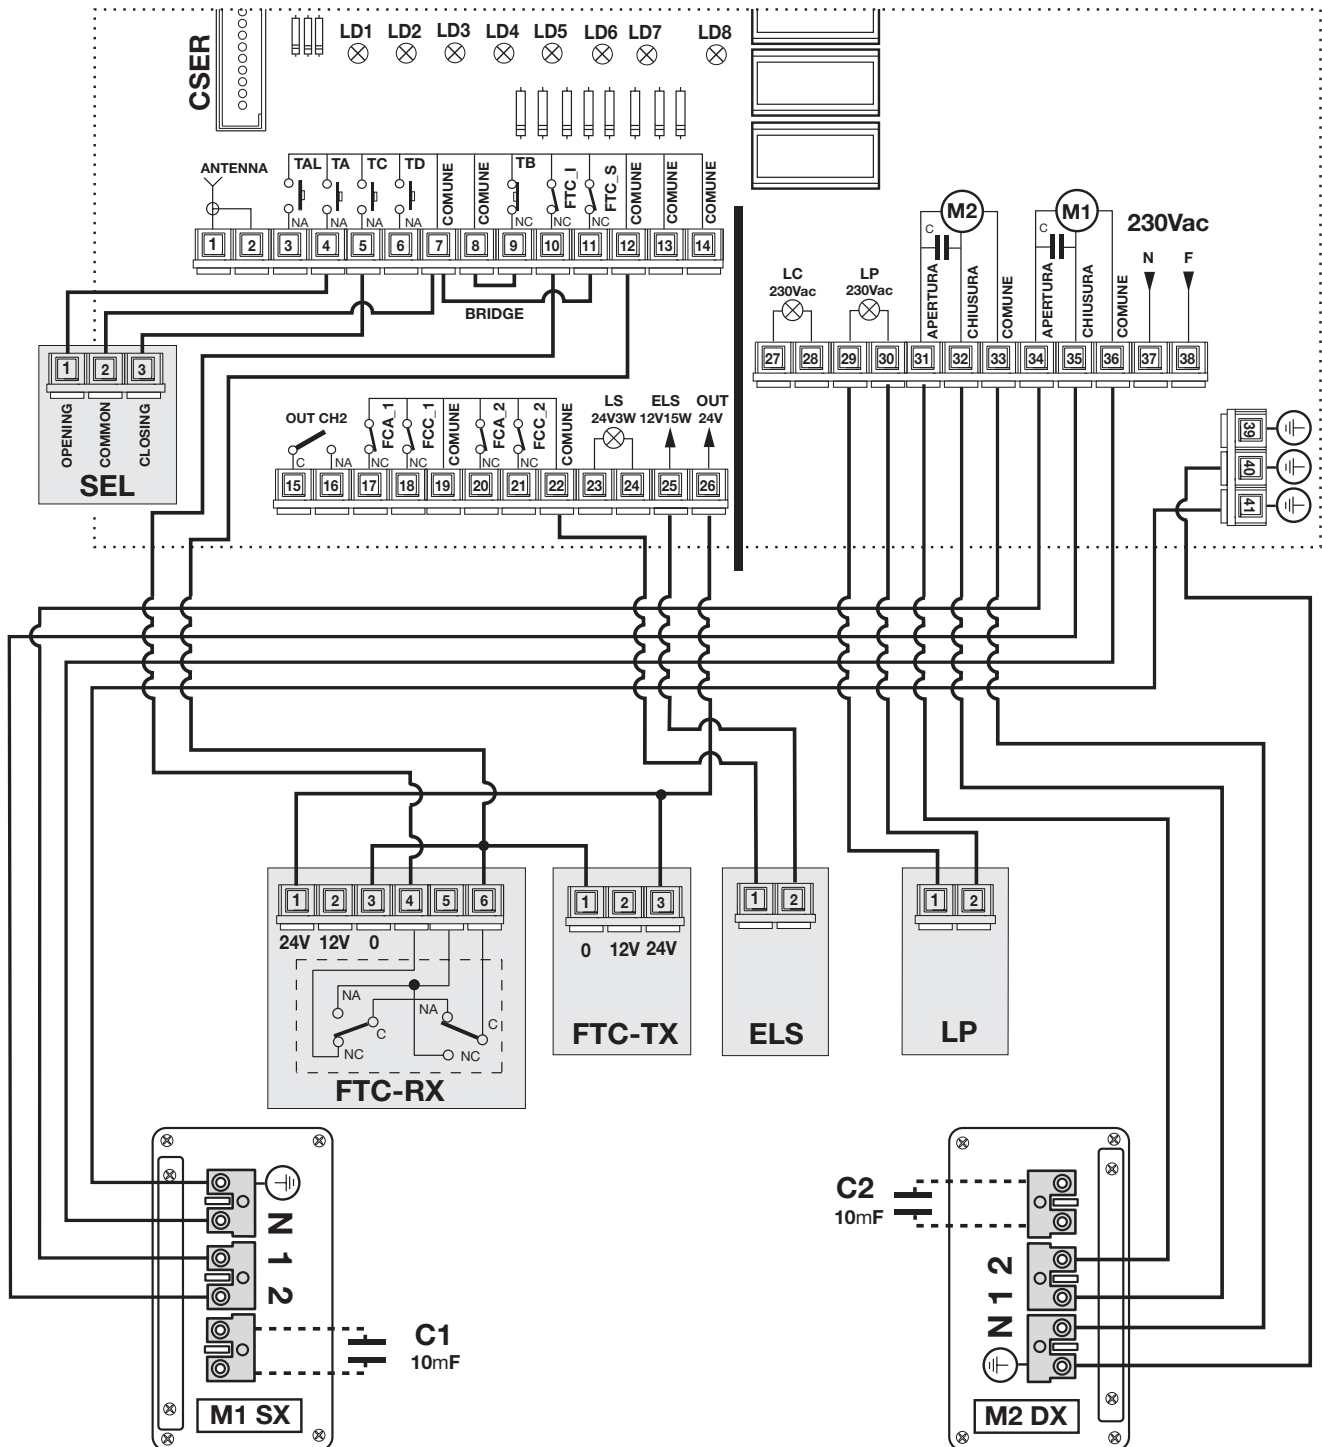 CSER
LD1 LD2 LD3 LD4 LD5 LD6 LD7 LD8
ANTENNA
TAL TA TC TD COMUNE COMUNE TB FTC_I FTC_S COMUNE COMUNE COMUNE
NA NA NA NA NC NC NC
1 2 3 4 5 6 7 8 9 10 11 12 13 14
BRIDGE
M2 M1 230Vac
C C
N F
LC LP
230Vac 230Vac
APERTURA CHIUSURA COMUNE APERTURA CHIUSURA COMUNE
27 28 29 30 31 32 33 34 35 36 37 38
1 2 3
OPENING COMMON CLOSING
SEL
OUT CH2 FCA_1 FCC_1 COMUNE FCA_2 FCC_2 COMUNE
LS ELS OUT
24V3W 12V15W 24V
C NA NC NC NC NC
15 16 17 18 19 20 21 22 23 24 25 26
39
40
41
1 2 3 4 5 6
24V 12V 0
NA NA
C C
NC NC
FTC-RX
1 2 3
0 12V 24V
FTC-TX
1 2
ELS
1 2
LP
N 1 2
C1
10mF
M1 SX
C2
10mF
N 1 2
M2 DX